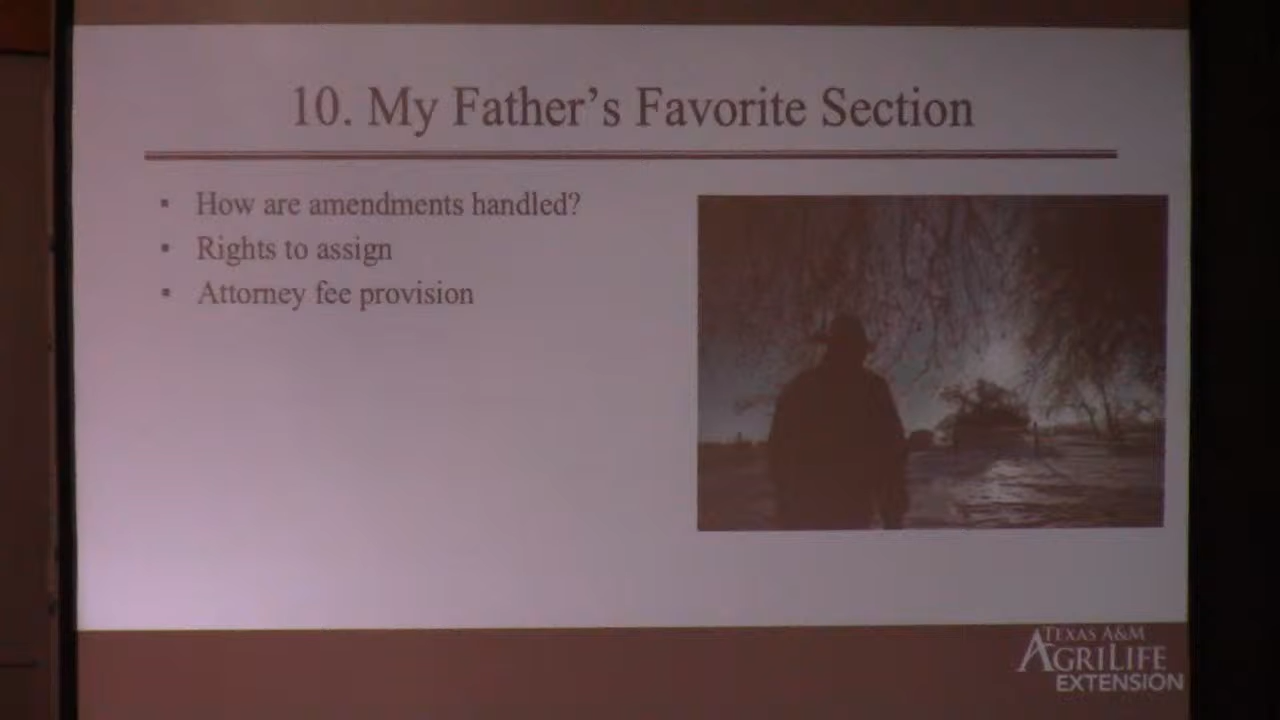 10. My Father's Favorite Section
▪ How are amendments handled?
▪ Rights to assign
▪ Attorney fee provision
TEXAS A&M
AGRILIFE
EXTENSION